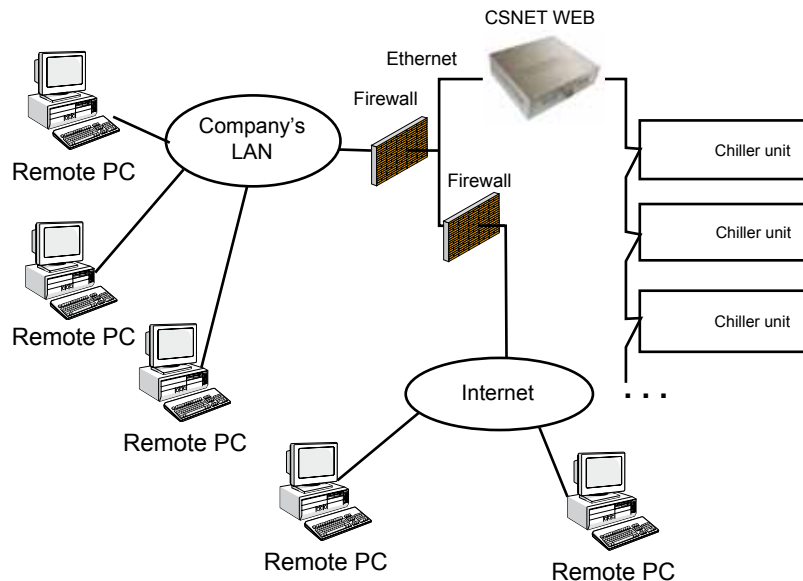 CSNET WEB
Ethernet
Firewall
Company's
LAN
Remote PC
Chiller unit
Firewall
Chiller unit
Remote PC
Chiller unit
Internet
. . .
Remote PC
Remote PC
Remote PC